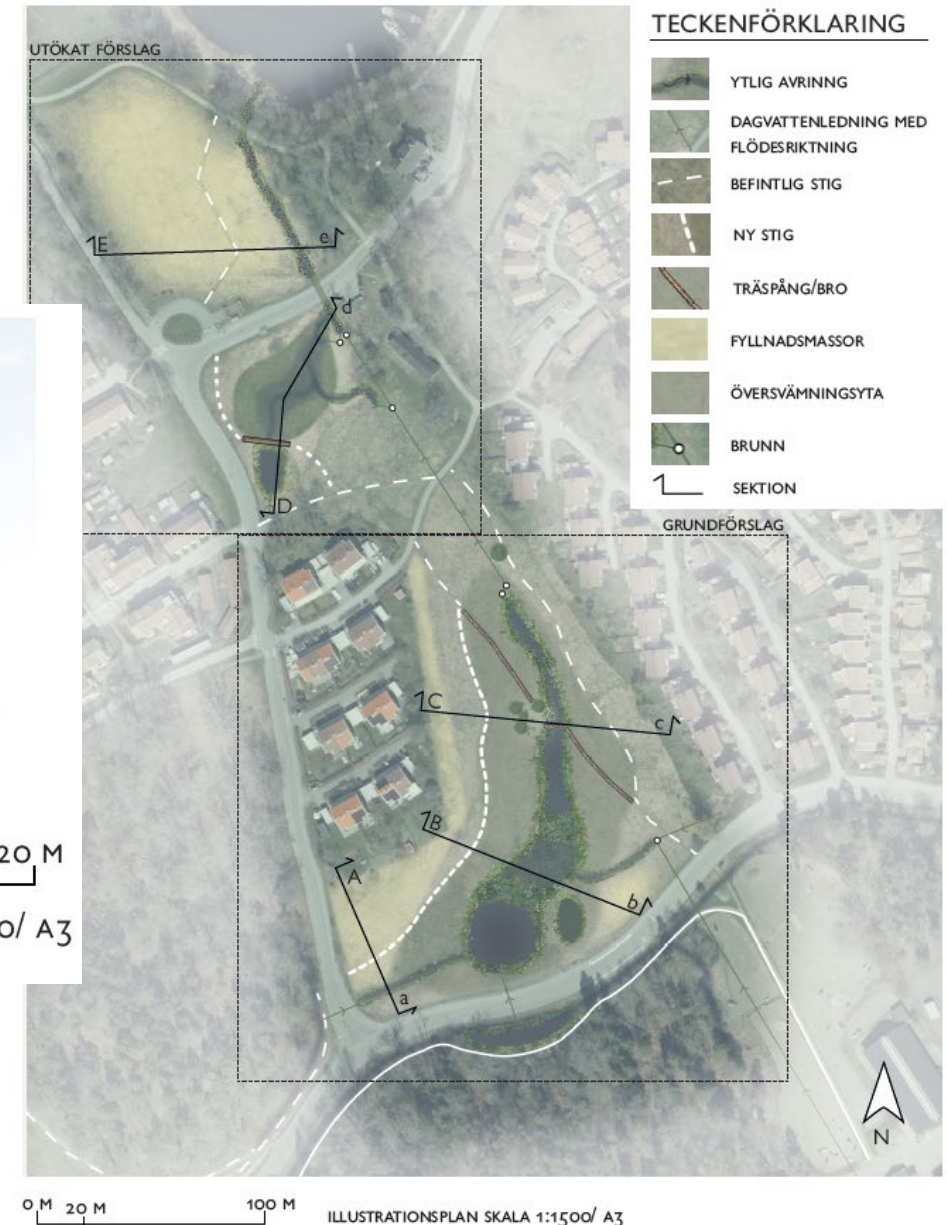 TECKENFÖRKLARING
YTLIG AVRINNG
DAGVATTENLEDNING MED
FLÖDESRIKTNING
BEFINTLIG STIG
NY STIG
TRÄSPÅNG/BRO
FYLLNADSMASSOR
ÖVERSVÄMNINGSYTA
BRUNN
SEKTION
UTÖKAT FÖRSLAG
E
e
d
D
GRUNDFÖRSLAG
C
c
B
b
A
a
20 M
0/ A3
N
0 M 20 M 100 M
ILLUSTRATIONSPLAN SKALA 1:1500/ A3